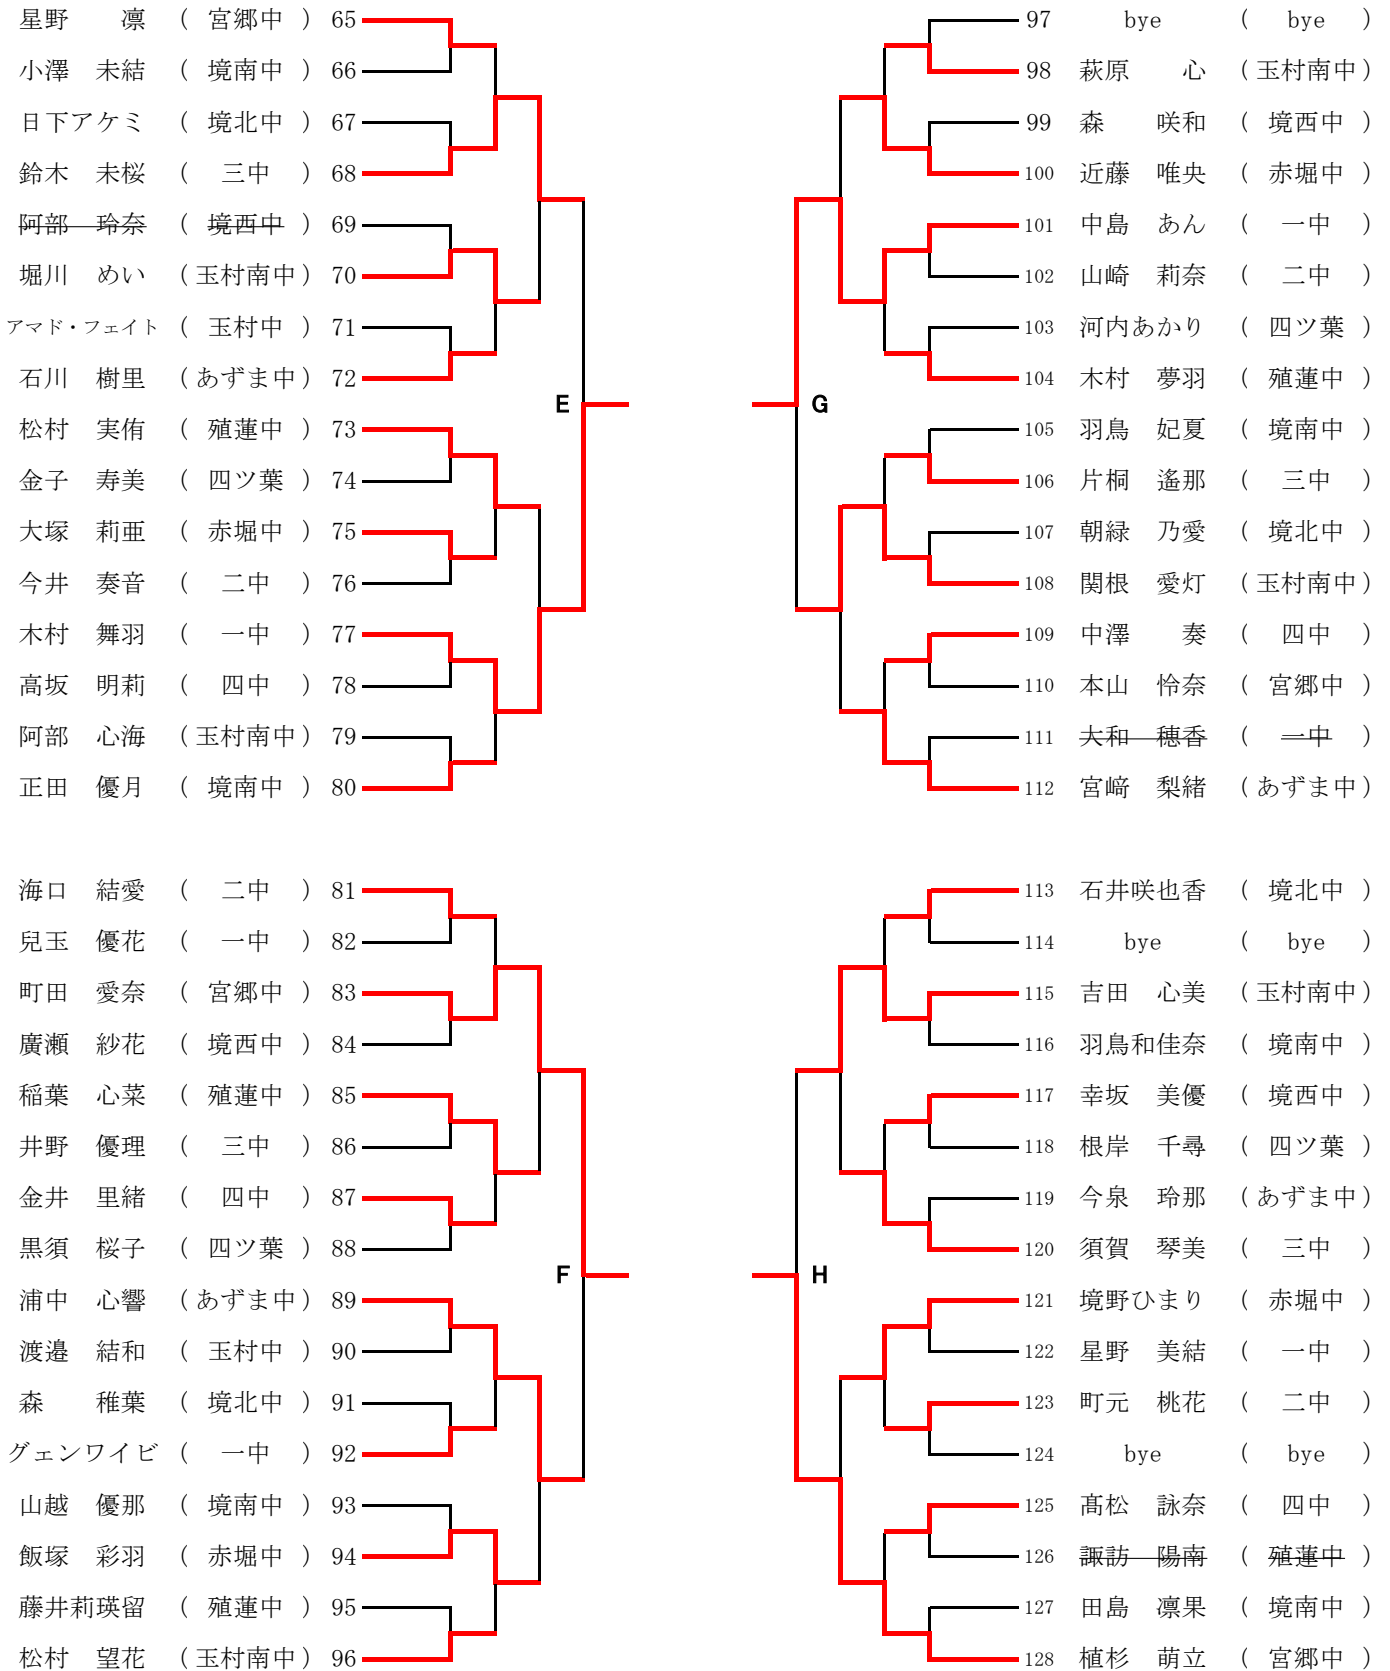 星野 凛 ( 宮郷中 ) 65
小澤 未結 ( 境南中 ) 66
日下アケミ ( 境北中 ) 67
鈴木 未桜 ( 三中 ) 68
阿部 玲奈 ( 境西中 ) 69
堀川 めい (玉村南中) 70
アマド・フェイト ( 玉村中 ) 71
石川 樹里 (あずま中) 72
E
松村 実侑 ( 殖蓮中 ) 73
金子 寿美 ( 四ツ葉 ) 74
大塚 莉亜 ( 赤堀中 ) 75
今井 奏音 ( 二中 ) 76
木村 舞羽 ( 一中 ) 77
高坂 明莉 ( 四中 ) 78
阿部 心海 (玉村南中) 79
正田 優月 ( 境南中 ) 80
海口 結愛 ( 二中 ) 81
兒玉 優花 ( 一中 ) 82
町田 愛奈 ( 宮郷中 ) 83
廣瀬 紗花 ( 境西中 ) 84
稲葉 心菜 ( 殖蓮中 ) 85
井野 優理 ( 三中 ) 86
金井 里緒 ( 四中 ) 87
黒須 桜子 ( 四ツ葉 ) 88
F
浦中 心響 (あずま中) 89
渡邉 結和 ( 玉村中 ) 90
森 稚葉 ( 境北中 ) 91
グェンワイビ ( 一中 ) 92
山越 優那 ( 境南中 ) 93
飯塚 彩羽 ( 赤堀中 ) 94
藤井莉瑛留 ( 殖蓮中 ) 95
松村 望花 (玉村南中) 96
97 bye ( bye )
98 萩原 心 (玉村南中)
99 森 咲和 ( 境西中 )
100 近藤 唯央 ( 赤堀中 )
101 中島 あん ( 一中 )
102 山崎 莉奈 ( 二中 )
103 河内あかり ( 四ツ葉 )
104 木村 夢羽 ( 殖蓮中 )
G
105 羽鳥 妃夏 ( 境南中 )
106 片桐 遙那 ( 三中 )
107 朝緑 乃愛 ( 境北中 )
108 関根 愛灯 (玉村南中)
109 中澤 奏 ( 四中 )
110 本山 怜奈 ( 宮郷中 )
111 大和 穂香 ( 一中 )
112 宮﨑 梨緒 (あずま中)
113 石井咲也香 ( 境北中 )
114 bye ( bye )
115 吉田 心美 (玉村南中)
116 羽鳥和佳奈 ( 境南中 )
117 幸坂 美優 ( 境西中 )
118 根岸 千尋 ( 四ツ葉 )
119 今泉 玲那 (あずま中)
120 須賀 琴美 ( 三中 )
H
121 境野ひまり ( 赤堀中 )
122 星野 美結 ( 一中 )
123 町元 桃花 ( 二中 )
124 bye ( bye )
125 髙松 詠奈 ( 四中 )
126 諏訪 陽南 ( 殖蓮中 )
127 田島 凛果 ( 境南中 )
128 植杉 萌立 ( 宮郷中 )